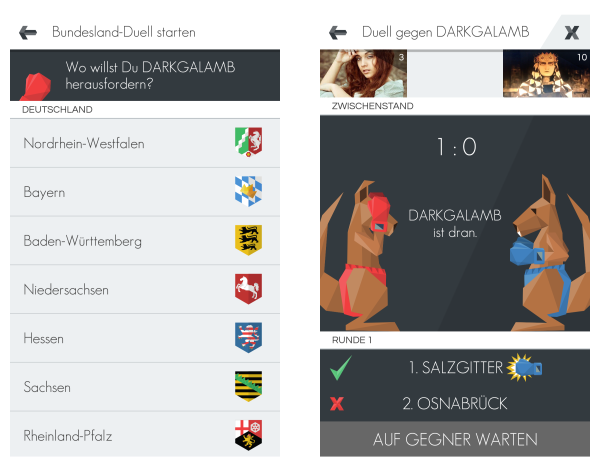 Bundesland-Duell starten
Wo willst Du DARKGALAMB
herausfordern?
DEUTSCHLAND
Nordrhein-Westfalen
Bayern
Baden-Württemberg
Niedersachsen
Hessen
Sachsen
Rheinland-Pfalz
Duell gegen DARKGALAMB
3
10
ZWISCHENSTAND
1 : 0
DARKGALAMB
ist dran.
RUNDE 1
1. SALZGITTER
2. OSNABRÜCK
AUF GEGNER WARTEN